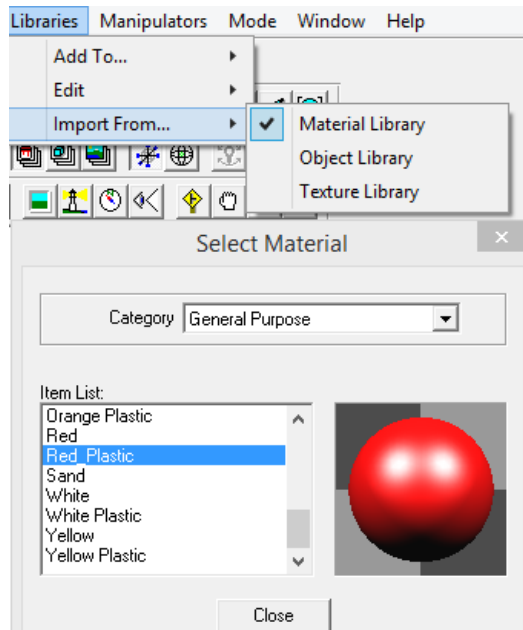 Libraries Manipulators Mode Window Help
Add To...
Edit
Import From...
Material Library
Object Library
Texture Library
Select Material
Category General Purpose
Item List:
Orange Plastic
Red
Red_Plastic
Sand
White
White Plastic
Yellow
Yellow Plastic
Close